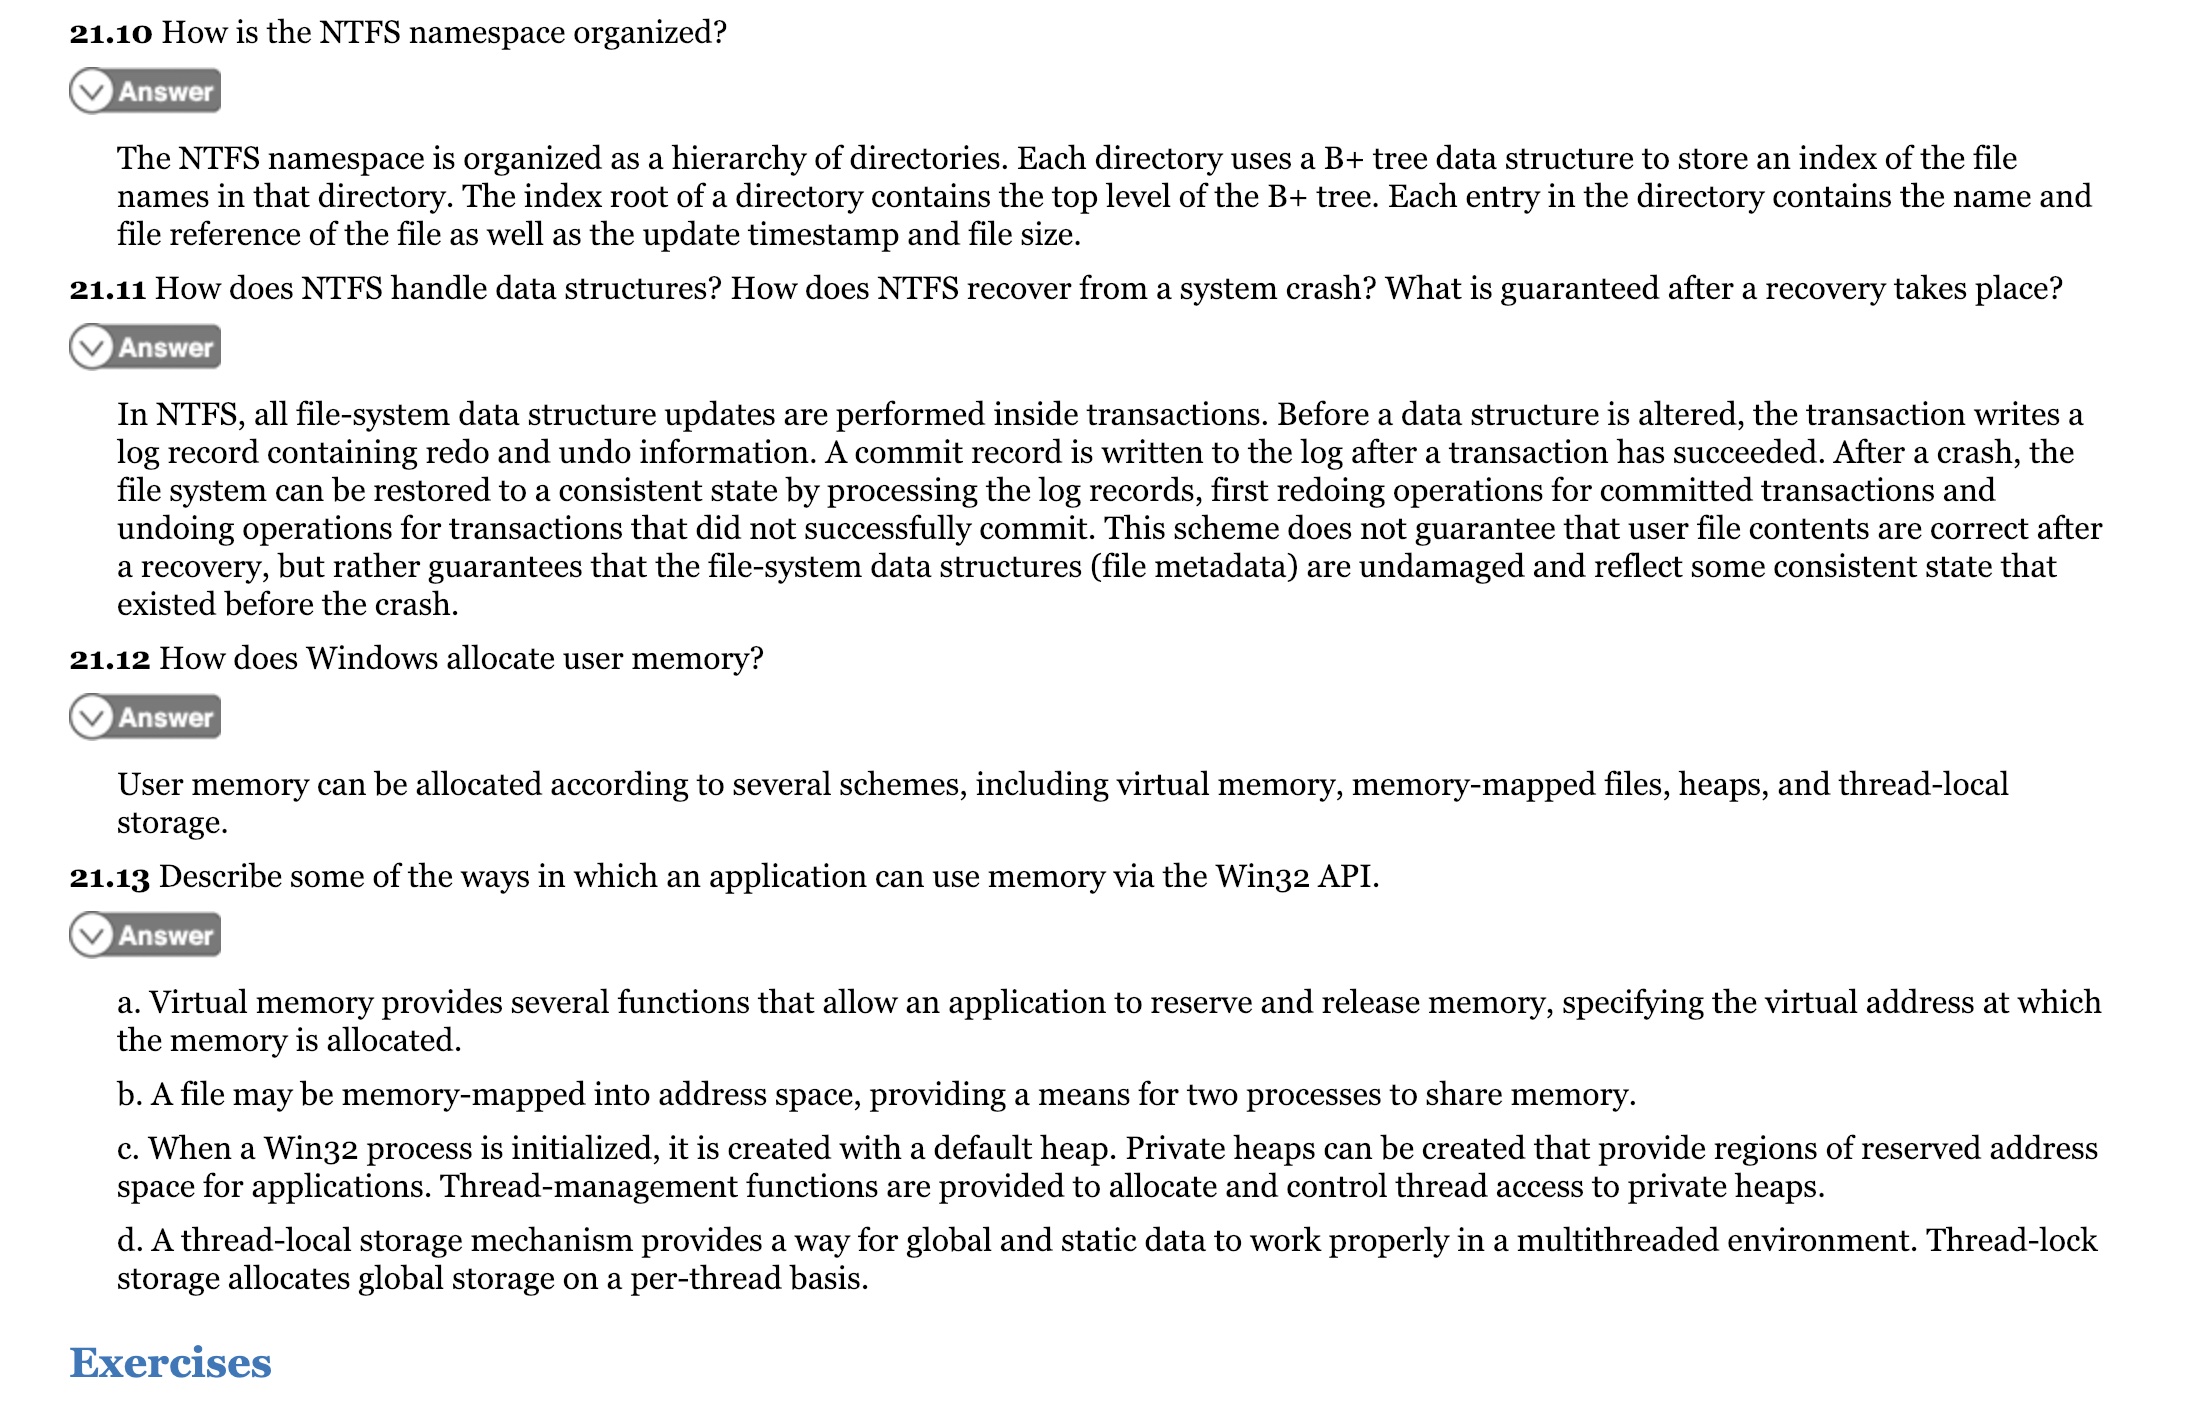 21.10 How is the NTFS namespace organized?
Answer
The NTFS namespace is organized as a hierarchy of directories. Each directory uses a B+ tree data structure to store an index of the file
names in that directory. The index root of a directory contains the top level of the B+ tree. Each entry in the directory contains the name and
file reference of the file as well as the update timestamp and file size.
21.11 How does NTFS handle data structures? How does NTFS recover from a system crash? What is guaranteed after a recovery takes place?
Answer
In NTFS, all file-system data structure updates are performed inside transactions. Before a data structure is altered, the transaction writes a
log record containing redo and undo information. A commit record is written to the log after a transaction has succeeded. After a crash, the
file system can be restored to a consistent state by processing the log records, first redoing operations for committed transactions and
undoing operations for transactions that did not successfully commit. This scheme does not guarantee that user file contents are correct after
a recovery, but rather guarantees that the file-system data structures (file metadata) are undamaged and reflect some consistent state that
existed before the crash.
21.12 How does Windows allocate user memory?
Answer
User memory can be allocated according to several schemes, including virtual memory, memory-mapped files, heaps, and thread-local
storage.
21.13 Describe some of the ways in which an application can use memory via the Win32 API.
Answer
a. Virtual memory provides several functions that allow an application to reserve and release memory, specifying the virtual address at which
the memory is allocated.
b. A file may be memory-mapped into address space, providing a means for two processes to share memory.
c. When a Win32 process is initialized, it is created with a default heap. Private heaps can be created that provide regions of reserved address
space for applications. Thread-management functions are provided to allocate and control thread access to private heaps.
d. A thread-local storage mechanism provides a way for global and static data to work properly in a multithreaded environment. Thread-lock
storage allocates global storage on a per-thread basis.
Exercises